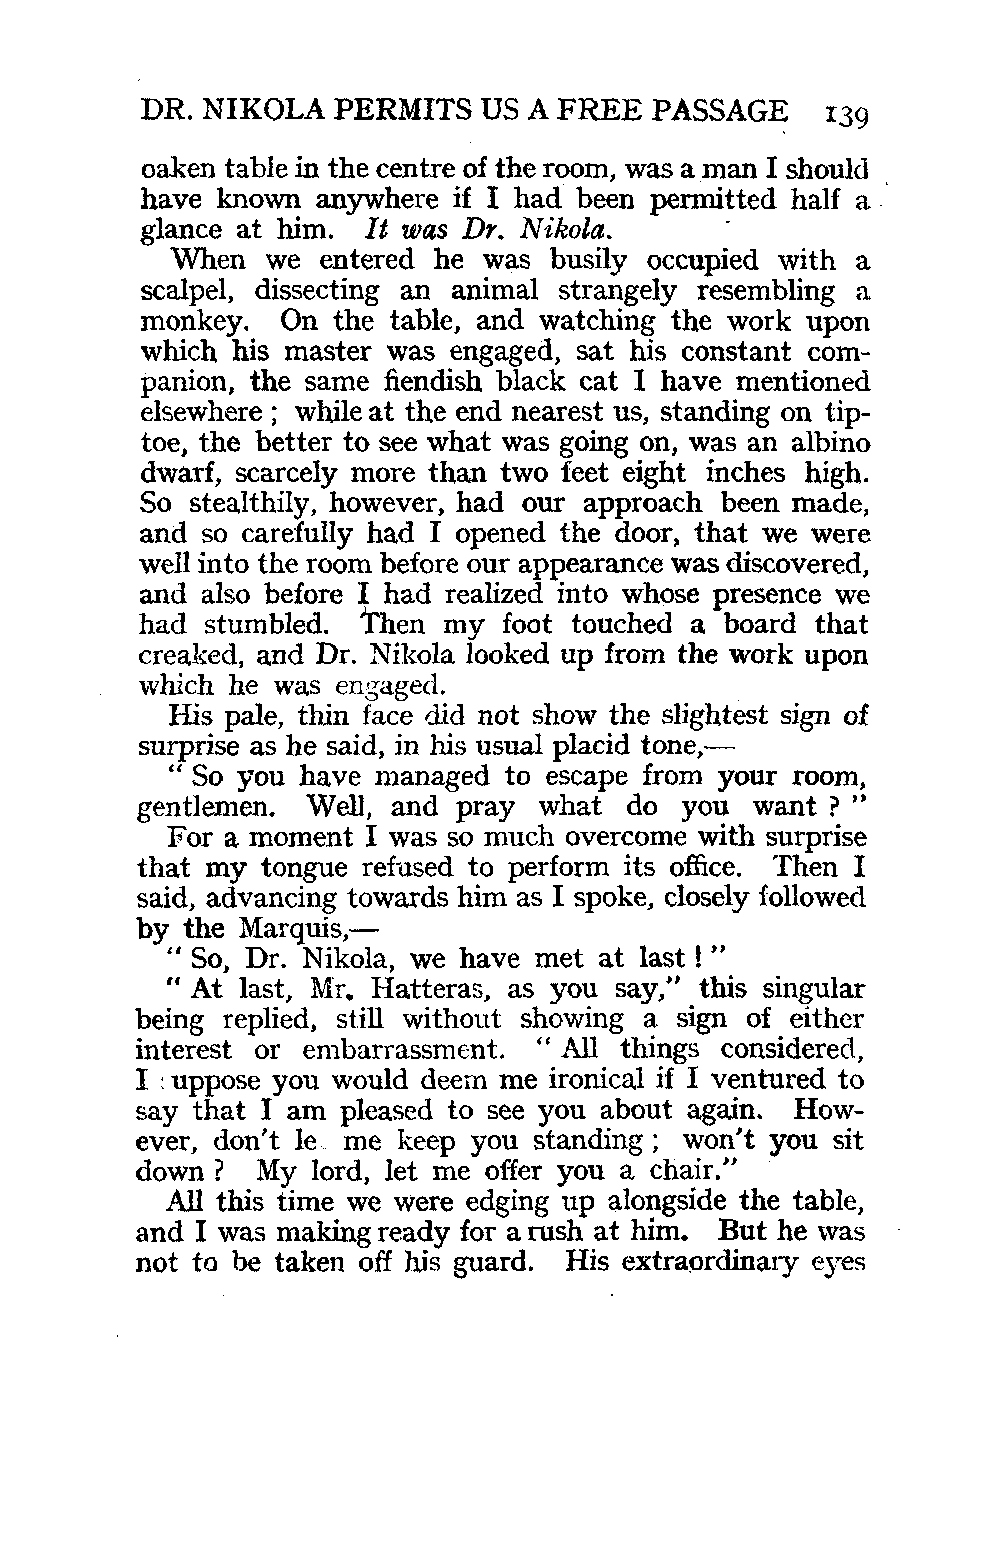 DR. NIKOLA PERMITS US A FREE PASSAGE 139
oaken table in the centre of the room, was a man I should
have known anywhere if I had been permitted half a
glance at him. It was Dr. Nikola.
When we entered he was busily occupied with a
scalpel, dissecting an animal strangely resembling a
monkey. On the table, and watching the work upon
which his master was engaged, sat his constant com-
panion, the same fiendish black cat I have mentioned
elsewhere ; while at the end nearest us, standing on tip-
toe, the better to see what was going on, was an albino
dwarf, scarcely more than two feet eight inches high.
So stealthily, however, had our approach been made,
and so carefully had I opened the door, that we were
well into the room before our appearance was discovered,
and also before I had realized into whose presence we
had stumbled. Then my foot touched a board that
creaked, and Dr. Nikola looked up from the work upon
which he was engaged.
His pale, thin face did not show the slightest sign of
surprise as he said, in his usual placid tone,—
“ So you have managed to escape from your room,
gentlemen. Well, and pray what do you want ? ”
For a moment I was so much overcome with surprise
that my tongue refused to perform its office. Then I
said, advancing towards him as I spoke, closely followed
by the Marquis,—
“ So, Dr. Nikola, we have met at last ! ”
“ At last, Mr. Hatteras, as you say,” this singular
being replied, still without showing a sign of either
interest or embarrassment. “ All things considered,
I :uppose you would deem me ironical if I ventured to
say that I am pleased to see you about again. How-
ever, don't le me keep you standing ; won't you sit
down ? My lord, let me offer you a chair.”
All this time we were edging up alongside the table,
and I was making ready for a rush at him. But he was
not to be taken off his guard. His extraordinary eyes